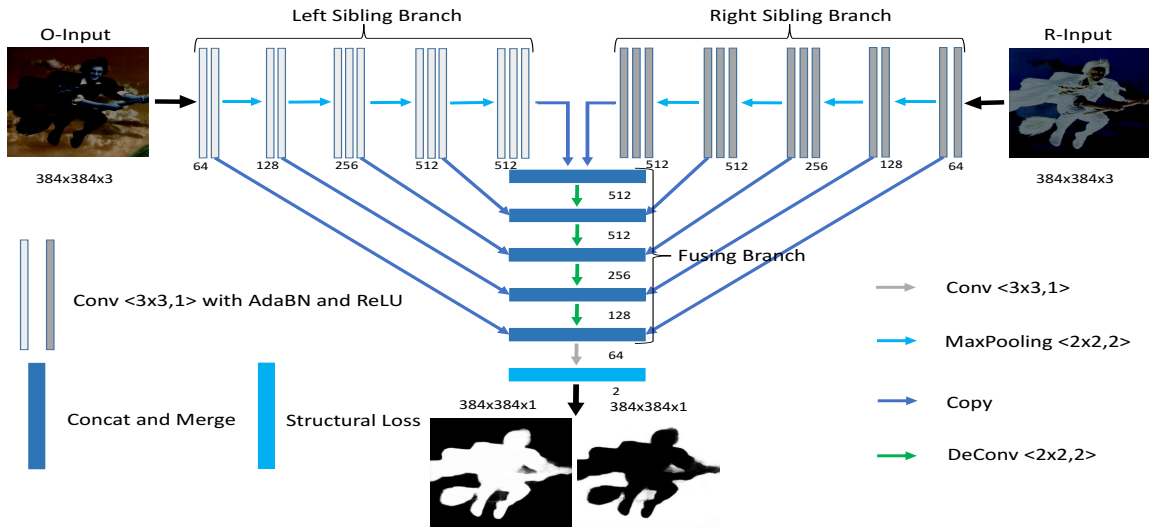 Left Sibling Branch
Right Sibling Branch
O-Input
R-Input
64
128
256
512
512
512
512
256
128
64
384x384x3
384x384x3
512
512
Fusing Branch
256
128
64
2
Conv <3x3,1> with AdaBN and ReLU
Concat and Merge
Structural Loss
Conv <3x3,1>
MaxPooling <2x2,2>
Copy
DeConv <2x2,2>
384x384x1
384x384x1